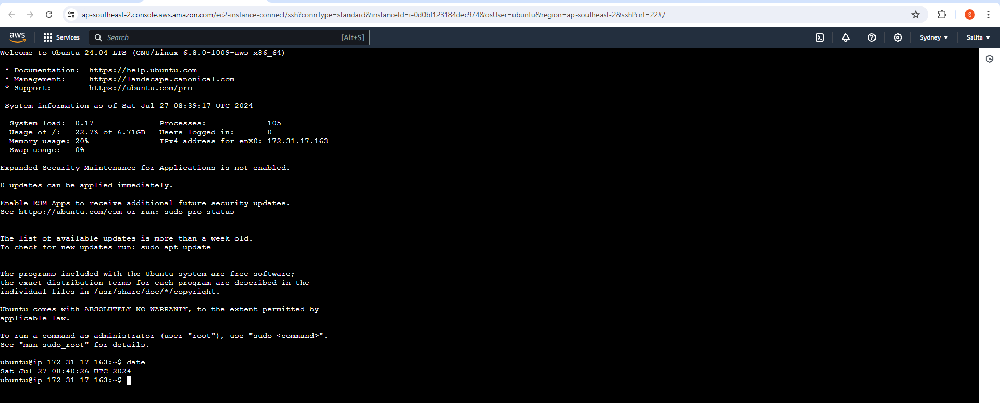 ap-southeast-2.console.aws.amazon.com/ec2-instance-connect/ssh?connType=standard&instanceId=i-0d0bf123184dec974&osUser=ubuntu&region=ap-southeast-2&sshPort=22#/
S
aws Services Search [Alt+S] Sydney Salita
Welcome to Ubuntu 24.04 LTS (GNU/Linux 6.8.0-1009-aws x86_64)
* Documentation: https://help.ubuntu.com
* Management: https://landscape.canonical.com
* Support: https://ubuntu.com/pro
System information as of Sat Jul 27 08:39:17 UTC 2024
System load: 0.17 Processes: 105
Usage of /: 22.7% of 6.71GB Users logged in: 0
Memory usage: 20% IPv4 address for enX0: 172.31.17.163
Swap usage: 0%
Expanded Security Maintenance for Applications is not enabled.
0 updates can be applied immediately.
Enable ESM Apps to receive additional future security updates.
See https://ubuntu.com/esm or run: sudo pro status
The list of available updates is more than a week old.
To check for new updates run: sudo apt update
The programs included with the Ubuntu system are free software;
the exact distribution terms for each program are described in the
individual files in /usr/share/doc/*/copyright.
Ubuntu comes with ABSOLUTELY NO WARRANTY, to the extent permitted by
applicable law.
To run a command as administrator (user "root"), use "sudo <command>".
See "man sudo_root" for details.
ubuntu@ip-172-31-17-163:~$ date
Sat Jul 27 08:40:26 UTC 2024
ubuntu@ip-172-31-17-163:~$